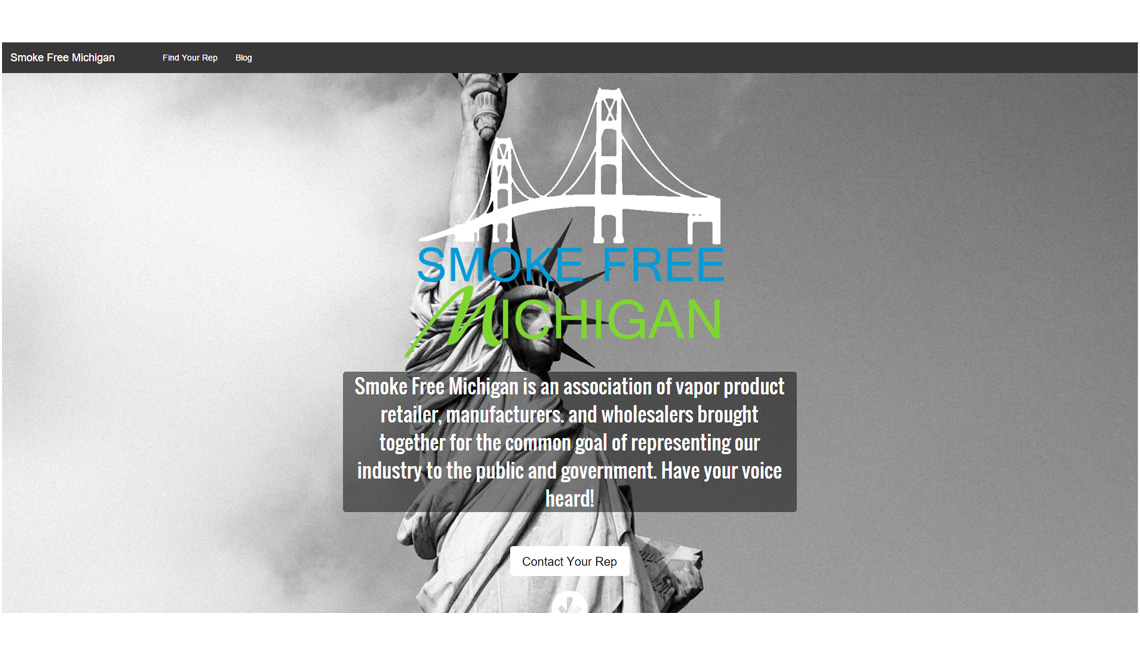 Smoke Free Michigan
Find Your Rep
Blog
SMOKE FREE
MICHIGAN
Smoke Free Michigan is an association of vapor product
retailer, manufacturers, and wholesalers brought
together for the common goal of representing our
industry to the public and government. Have your voice
heard!
Contact Your Rep